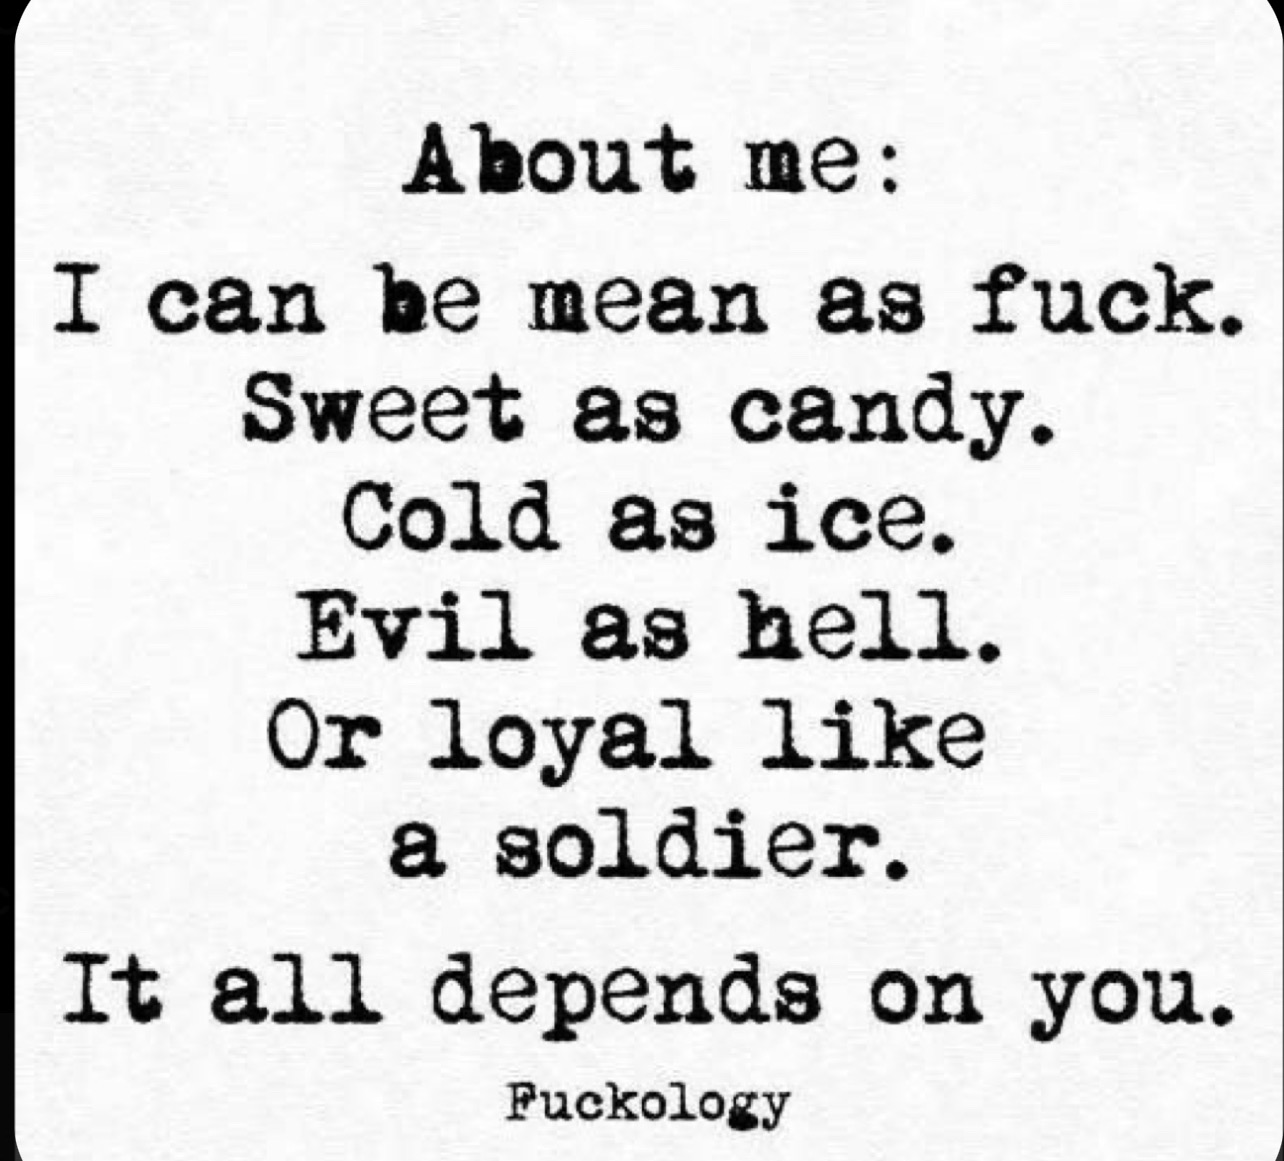 About me:
I can be mean as fuck.
Sweet as candy.
Cold as ice.
Evil as hell.
Or loyal like
a soldier.
It all depends on you.
Fuckology